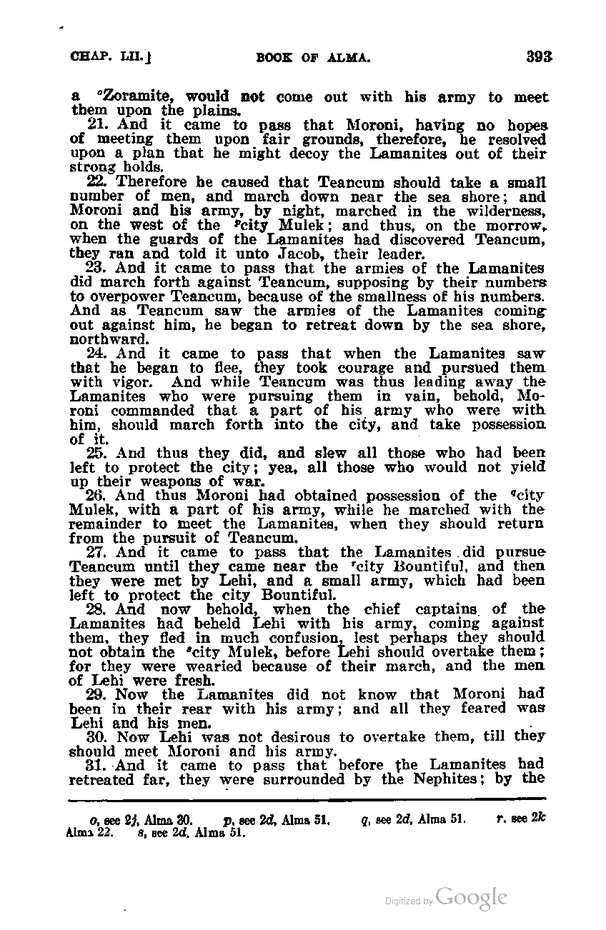 CHAP. LII.]
BOOK OF ALMA.
393
a °Zoramite, would not come out with his army to meet
them upon the plains.
21. And it came to pass that Moroni, having no hopes
of meeting them upon fair grounds, therefore, he resolved
upon a plan that he might decoy the Lamanites out of their
strong holds.
22. Therefore he caused that Teancum should take a small
number of men, and march down near the sea shore; and
Moroni and his army, by night, marched in the wilderness,
on the west of the ᵖcity Mulek; and thus, on the morrow,
when the guards of the Lamanites had discovered Teancum,
they ran and told it unto Jacob, their leader.
23. And it came to pass that the armies of the Lamanites
did march forth against Teancum, supposing by their numbers
to overpower Teancum, because of the smallness of his numbers.
And as Teancum saw the armies of the Lamanites coming
out against him, he began to retreat down by the sea shore,
northward.
24. And it came to pass that when the Lamanites saw
that he began to flee, they took courage and pursued them
with vigor. And while Teancum was thus leading away the
Lamanites who were pursuing them in vain, behold, Mo-
roni commanded that a part of his army who were with
him, should march forth into the city, and take possession
of it.
25. And thus they did, and slew all those who had been
left to protect the city; yea, all those who would not yield
up their weapons of war.
26. And thus Moroni had obtained possession of the ᵠcity
Mulek, with a part of his army, while he marched with the
remainder to meet the Lamanites, when they should return
from the pursuit of Teancum.
27. And it came to pass that the Lamanites did pursue
Teancum until they came near the ʳcity Bountiful, and then
they were met by Lehi, and a small army, which had been
left to protect the city Bountiful.
28. And now behold, when the chief captains of the
Lamanites had beheld Lehi with his army, coming against
them, they fled in much confusion, lest perhaps they should
not obtain the ˢcity Mulek, before Lehi should overtake them;
for they were wearied because of their march, and the men
of Lehi were fresh.
29. Now the Lamanites did not know that Moroni had
been in their rear with his army; and all they feared was
Lehi and his men.
30. Now Lehi was not desirous to overtake them, till they
should meet Moroni and his army.
31. And it came to pass that before the Lamanites had
retreated far, they were surrounded by the Nephites; by the
o, see 2j, Alma 30. p, see 2d, Alma 51. q, see 2d, Alma 51. r, see 2k
Alma 22. s, see 2d, Alma 51.
Digitized by Google